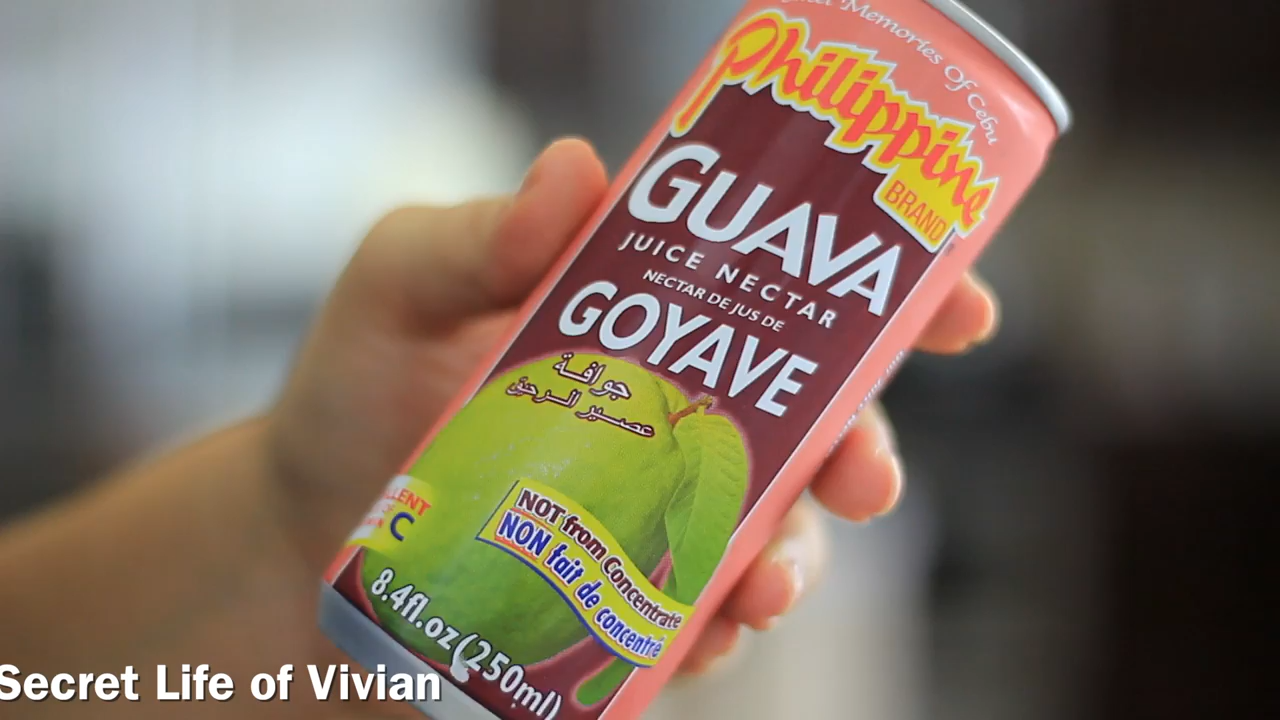 Memories Of Cebu
Philippine
BRAND
GUAVA
JUICE NECTAR
NECTAR DE JUS DE
GOYAVE
جوافة
عصير الرحيق
C
NOT from Concentrate
NON fait de concentré
8.4fl.oz(250ml)
Secret Life of Vivian